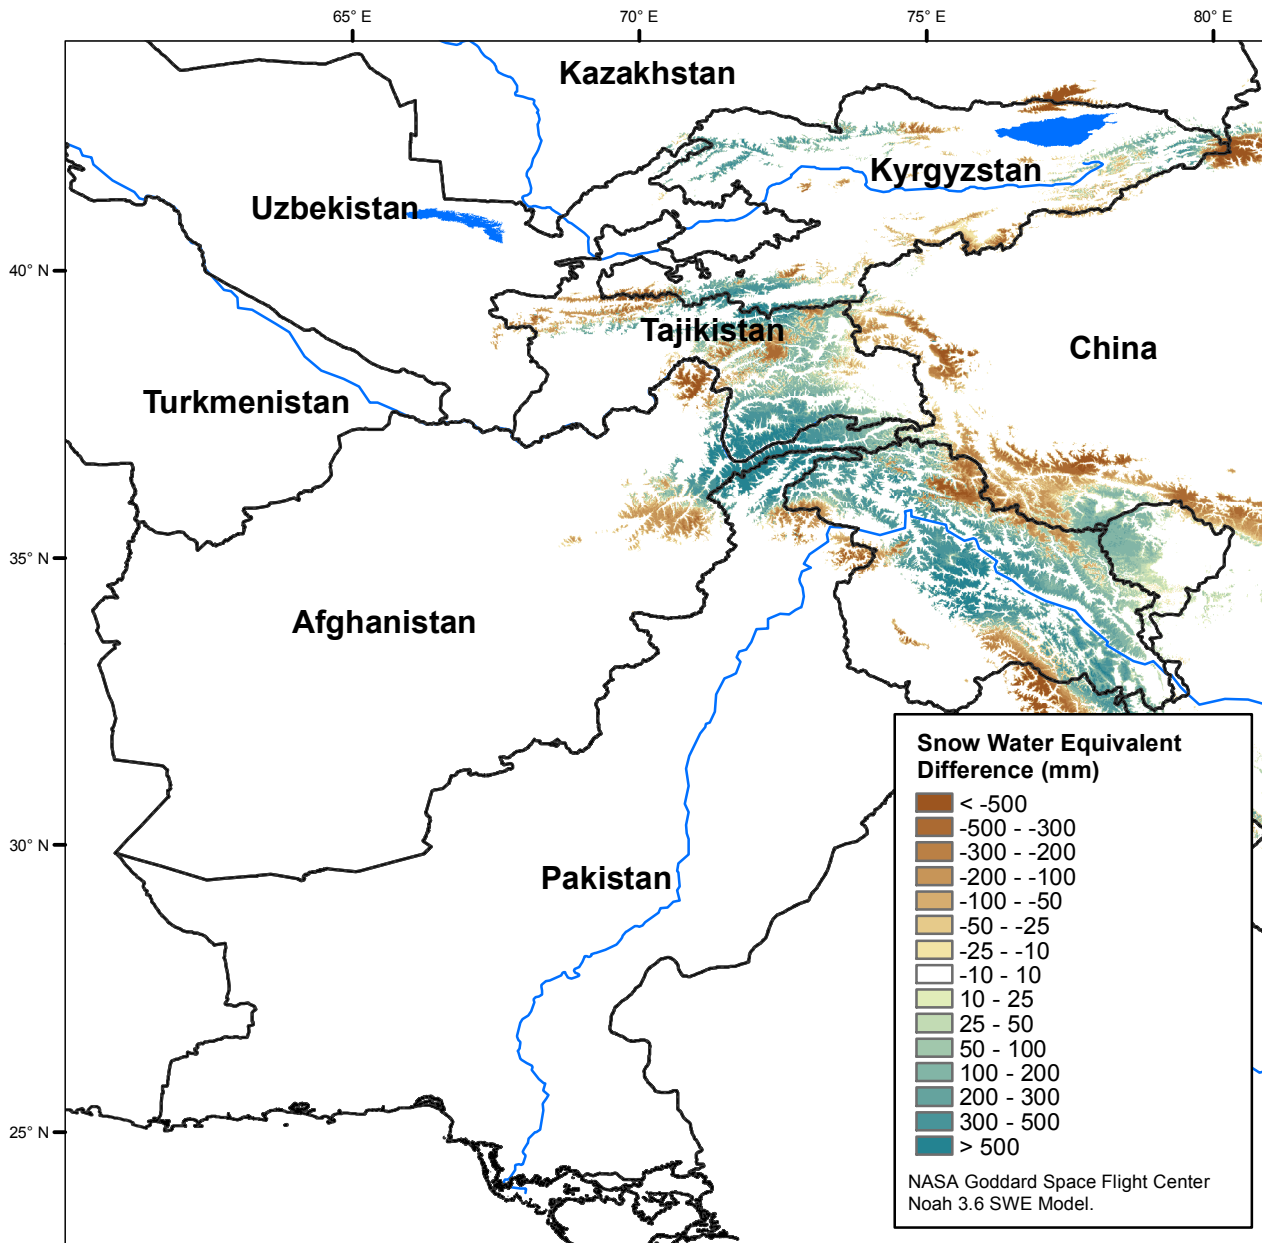 65° E
70° E
75° E
80° E
Kazakhstan
Kyrgyzstan
Uzbekistan
40° N
Tajikistan
China
Turkmenistan
35° N
Afghanistan
30° N
Pakistan
25° N
Snow Water Equivalent
Difference (mm)
< -500
-500 - -300
-300 - -200
-200 - -100
-100 - -50
-50 - -25
-25 - -10
-10 - 10
10 - 25
25 - 50
50 - 100
100 - 200
200 - 300
300 - 500
> 500
NASA Goddard Space Flight Center
Noah 3.6 SWE Model.